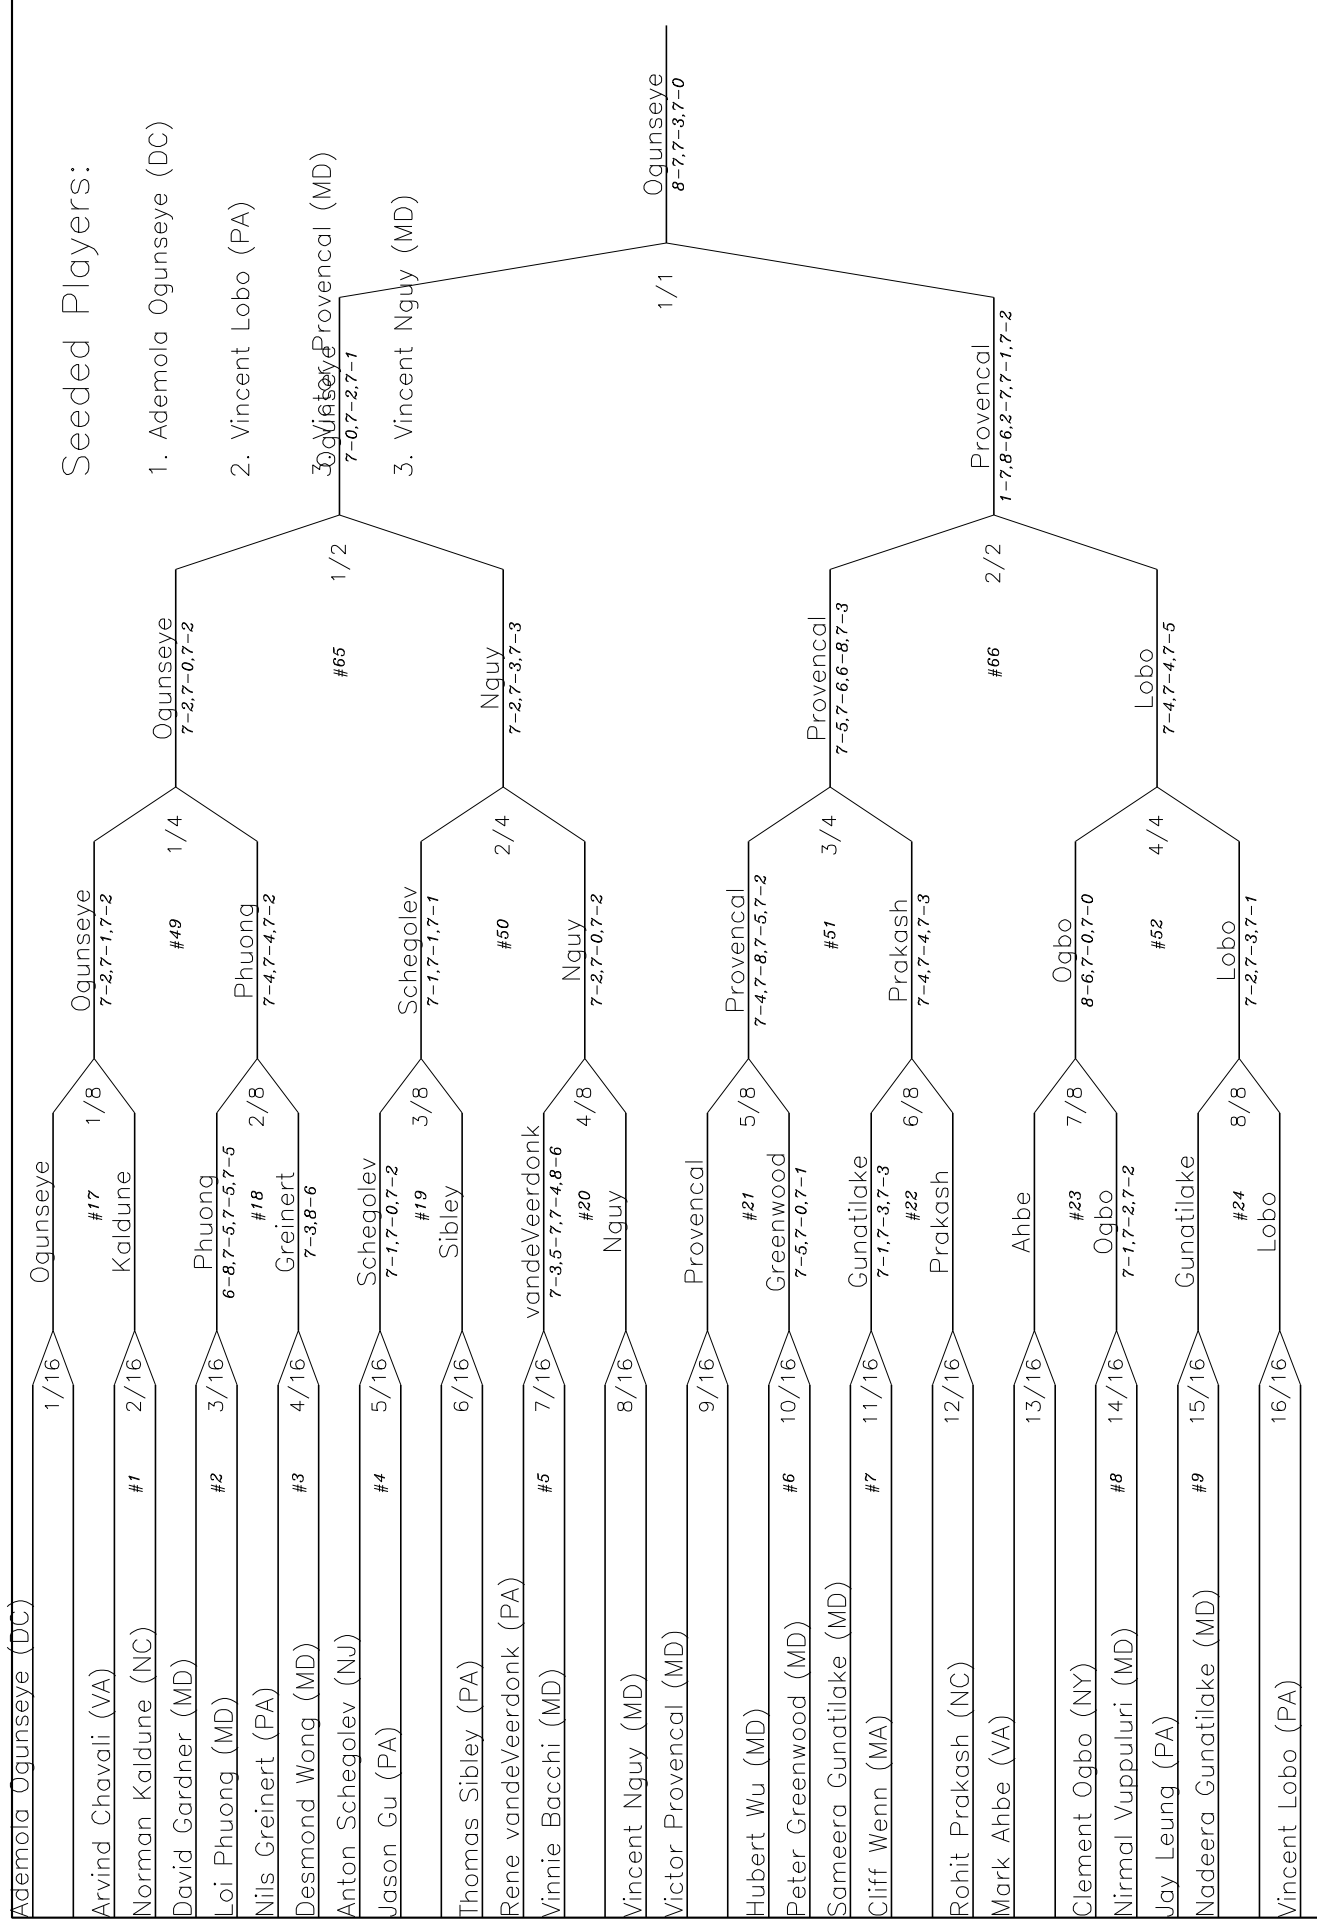 Seeded Players:
1. Ademola Ogunseye (DC)
2. Vincent Lobo (PA)
3. Victor Provencal (MD)
3. Vincent Nguy (MD)
Ademola Ogunseye (DC)
Arvind Chavali (VA)
Norman Kaldune (NC)
David Gardner (MD)
Loi Phuong (MD)
Nils Greinert (PA)
Desmond Wong (MD)
Anton Schegolev (NJ)
Jason Gu (PA)
Thomas Sibley (PA)
Rene vandeVeerdonk (PA)
Vinnie Bacchi (MD)
Vincent Nguy (MD)
Victor Provencal (MD)
Hubert Wu (MD)
Peter Greenwood (MD)
Sameera Gunatilake (MD)
Cliff Wenn (MA)
Rohit Prakash (NC)
Mark Ahbe (VA)
Clement Ogbo (NY)
Nirmal Vuppuluri (MD)
Jay Leung (PA)
Nadeera Gunatilake (MD)
Vincent Lobo (PA)
#1
#2
#3
#4
#5
#6
#7
#8
#9
1/16
2/16
3/16
4/16
5/16
6/16
7/16
8/16
9/16
10/16
11/16
12/16
13/16
14/16
15/16
16/16
Ogunseye
#17
Kaldune
Phuong
6-8,7-5,7-5,7-5
#18
Greinert
7-3,8-6
Schegolev
7-1,7-0,7-2
#19
Sibley
vandeVeerdonk
7-3,5-7,7-4,8-6
#20
Nguy
Provencal
#21
Greenwood
7-5,7-0,7-1
Gunatilake
7-1,7-3,7-3
#22
Prakash
Ahbe
#23
Ogbo
7-1,7-2,7-2
Gunatilake
#24
Lobo
1/8
2/8
3/8
4/8
5/8
6/8
7/8
8/8
Ogunseye
7-2,7-1,7-2
#49
Phuong
7-4,7-4,7-2
Schegolev
7-1,7-1,7-1
#50
Nguy
7-2,7-0,7-2
Provencal
7-4,7-8,7-5,7-2
#51
Prakash
7-4,7-4,7-3
Ogbo
8-6,7-0,7-0
#52
Lobo
7-2,7-3,7-1
1/4
2/4
3/4
4/4
Ogunseye
7-2,7-0,7-2
#65
Nguy
7-2,7-3,7-3
Provencal
7-5,7-6,6-8,7-3
#66
Lobo
7-4,7-4,7-5
1/2
2/2
Ogunseye
7-0,7-2,7-1
Provencal
1-7,8-6,2-7,7-1,7-2
1/1
Ogunseye
8-7,7-3,7-0